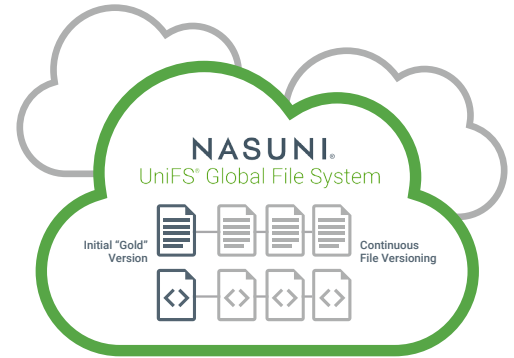 NASUNI®
UniFS® Global File System
Initial “Gold”
Version
Continuous
File Versioning